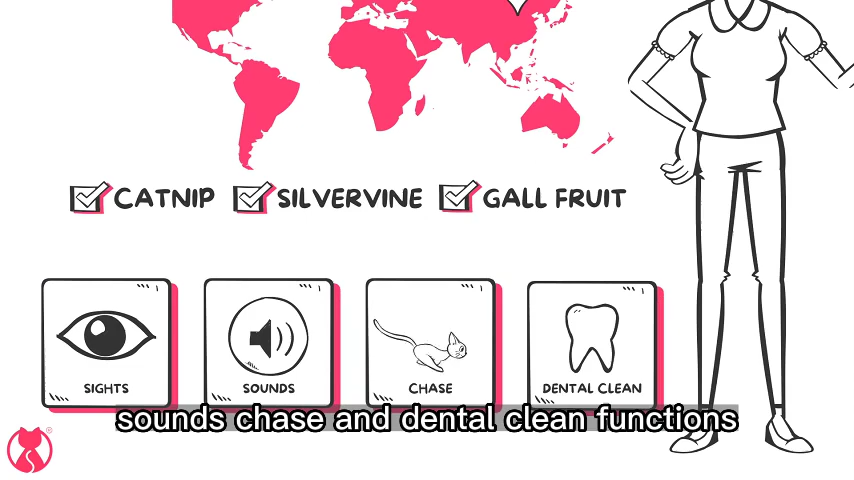 CATNIP SILVERVINE GALL FRUIT
SIGHTS SOUNDS CHASE DENTAL CLEAN
sounds chase and dental clean functions